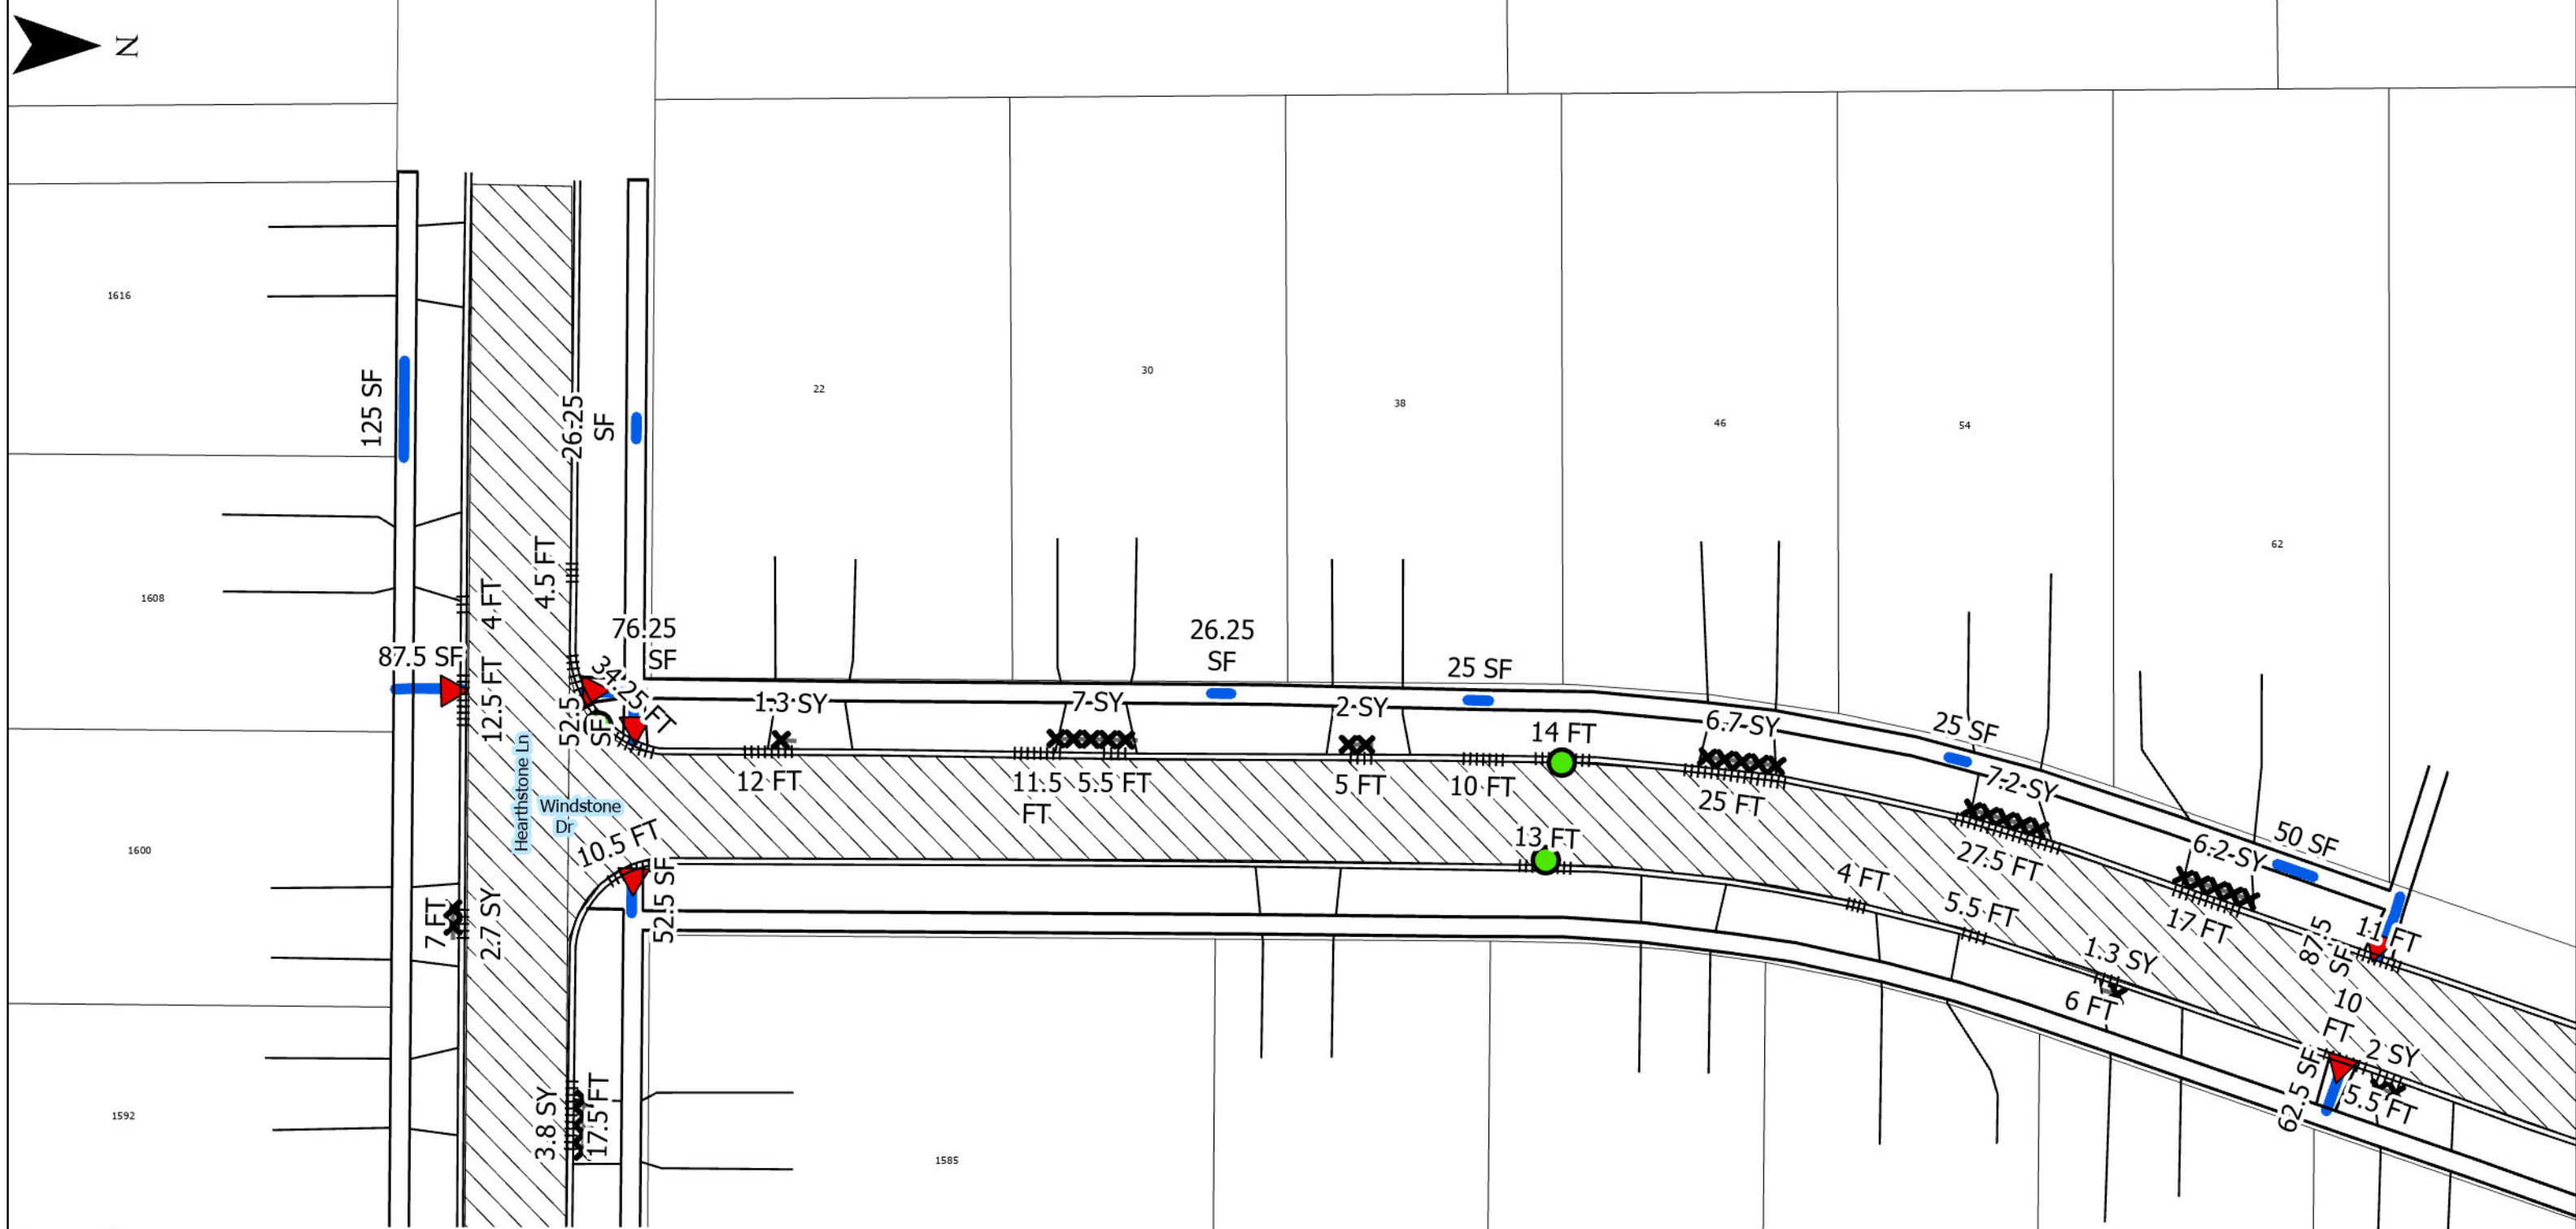 N
1616
22
30
38
46
54
62
125 SF
26.25
SF
4.5 FT
4 FT
1608
87.5 SF
76.25
SF
26.25
SF
25 SF
34.25 FT
12.5 FT
52.5
SF
1.3 SY
7 SY
2 SY
14 FT
6.7 SY
25 SF
12 FT
11.5
FT
5.5 FT
5 FT
10 FT
25 FT
7.2 SY
Hearthstone Ln
Windstone
Dr
10.5 FT
13 FT
27.5 FT
6.2 SY
50 SF
1600
52.5 SF
4 FT
5.5 FT
17 FT
11 FT
87.5
SF
7 FT
2.7 SY
1.3 SY
6 FT
10
FT
2 SY
5.5 FT
62.5 SF
1592
3.8 SY
17.5 FT
1585